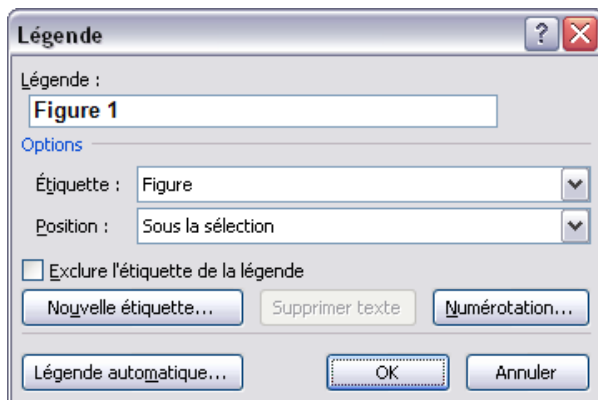 Légende
Légende :
Figure 1
Options
Étiquette : Figure
Position : Sous la sélection
Exclure l'étiquette de la légende
Nouvelle étiquette... Supprimer texte Numérotation...
Légende automatique... OK Annuler